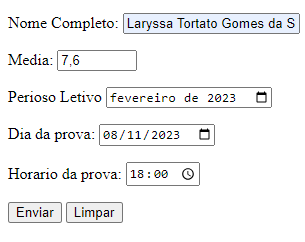 Nome Completo: Laryssa Tortato Gomes da S
Media: 7,6
Perioso Letivo fevereiro de 2023
Dia da prova: 08/11/2023
Horario da prova: 18:00
Enviar Limpar